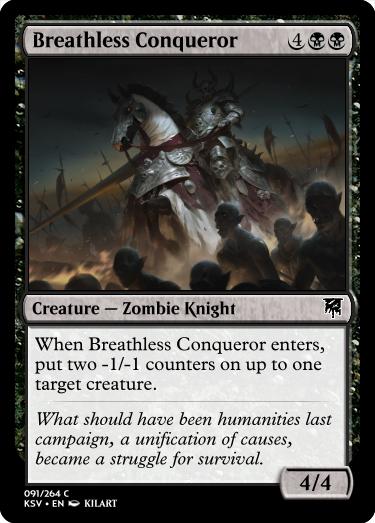 Breathless Conqueror 4
Creature — Zombie Knight
When Breathless Conqueror enters,
put two -1/-1 counters on up to one
target creature.
What should have been humanities last
campaign, a unification of causes,
became a struggle for survival.
4/4
091/264 C
KSV • EN KILART